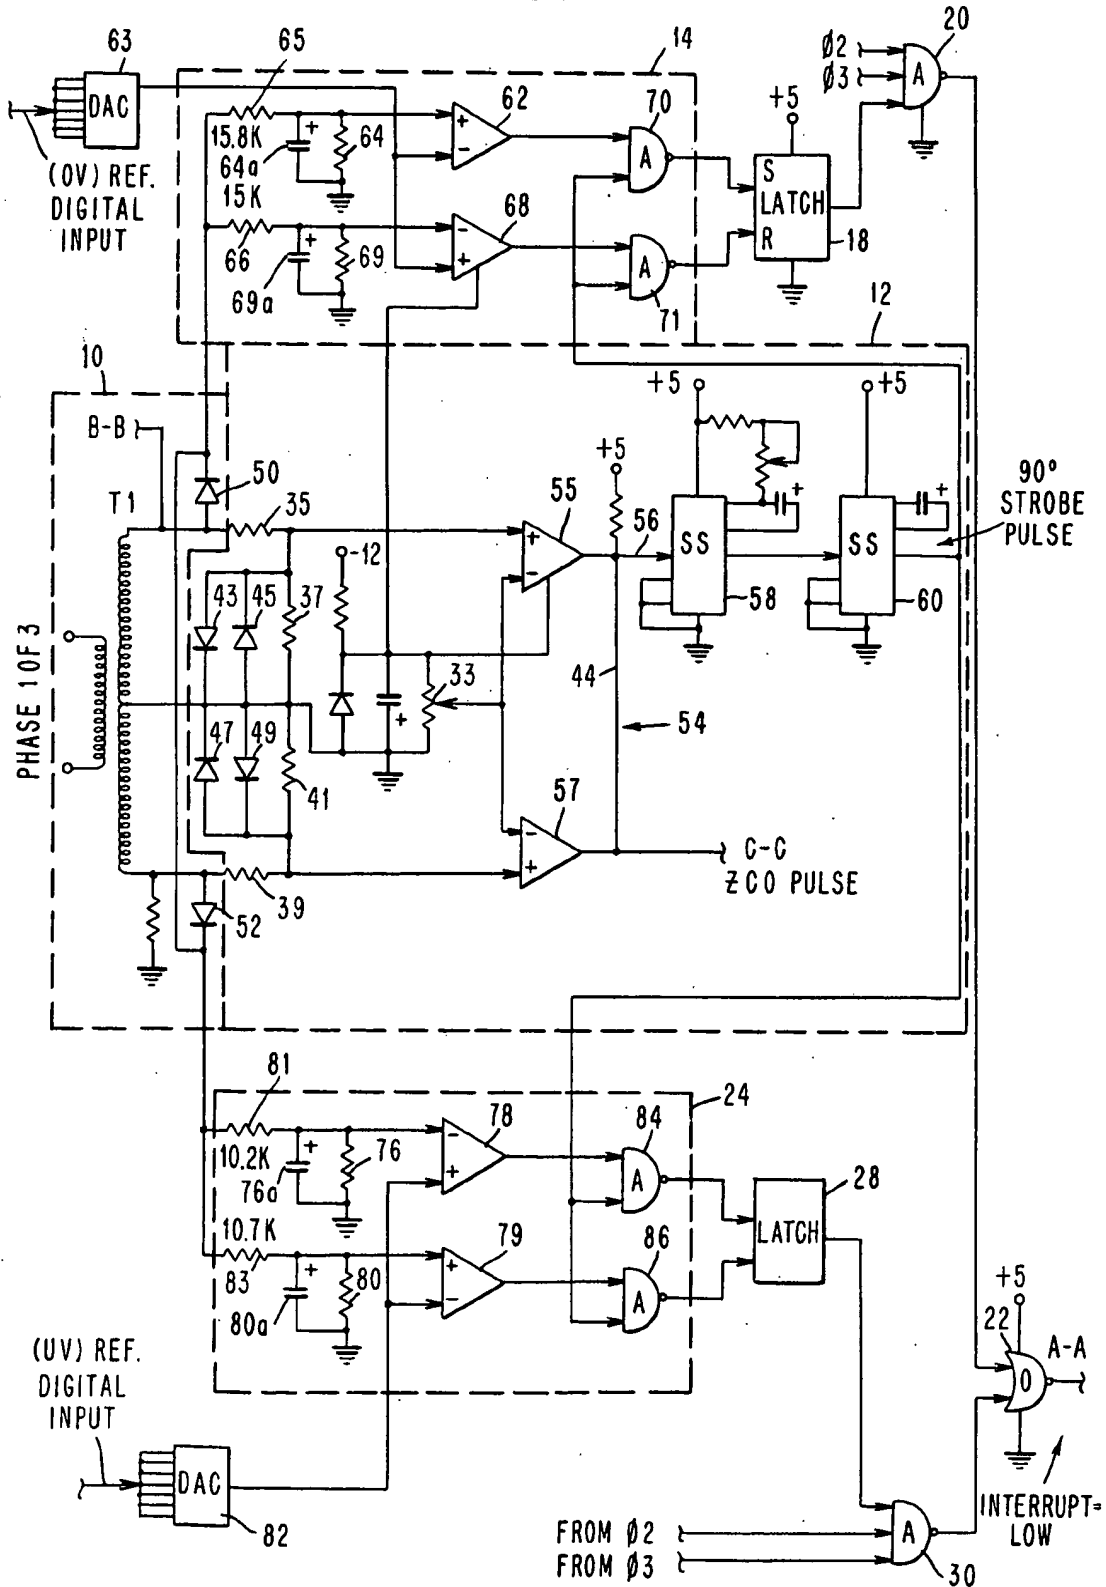 63
65
14
20
Ø2
Ø3
A
DAC
+5
62
70
15.8K
+
64
64a
+
-
A
S
LATCH
R
(OV) REF.
DIGITAL
INPUT
15K
66
+
69
69a
68
-
+
A
71
18
12
10
B-B
T1
50
35
+5
+5
+5
55
56
+
-
SS
+
58
SS
+
60
90°
STROBE
PULSE
-12
43
45
37
33
44
54
PHASE 1 OF 3
47
49
41
+
57
-
+
C-C
ZCO PULSE
39
52
81
24
10.2K
+
76
76a
78
-
+
84
A
28
LATCH
10.7K
83
+
80
80a
79
+
-
86
A
(UV) REF.
DIGITAL
INPUT
+5
22
O
A-A
DAC
82
INTERRUPT=
LOW
FROM Ø2
FROM Ø3
A
30